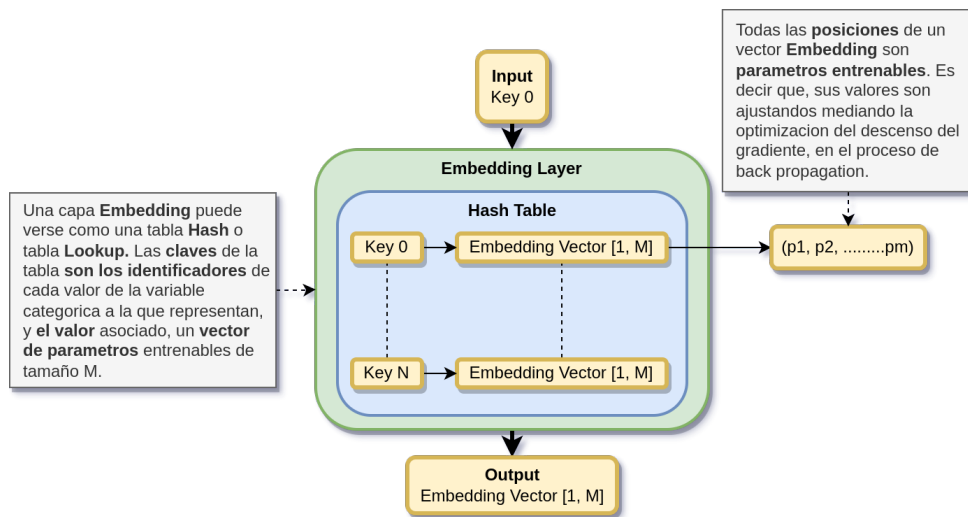 Todas las posiciones de un
vector Embedding son
parametros entrenables. Es
decir que, sus valores son
ajustandos mediando la
optimizacion del descenso del
gradiente, en el proceso de
back propagation.
Input
Key 0
Embedding Layer
Hash Table
Una capa Embedding puede
verse como una tabla Hash o
tabla Lookup. Las claves de la
tabla son los identificadores de
cada valor de la variable
categorica a la que representan,
y el valor asociado, un vector
de parametros entrenables de
tamaño M.
Key 0
Embedding Vector [1, M]
(p1, p2, ........pm)
Key N
Embedding Vector [1, M]
Output
Embedding Vector [1, M]